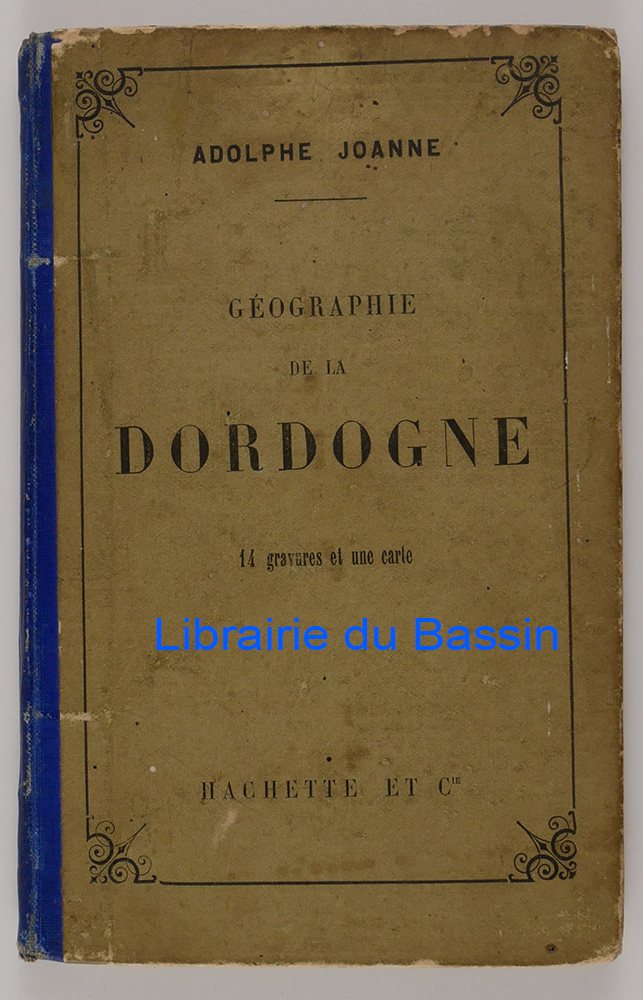 ADOLPHE JOANNE
GÉOGRAPHIE
DE LA
DORDOGNE
14 gravures et une carte
Librairie du Bassin
HACHETTE ET Cⁱᴱ